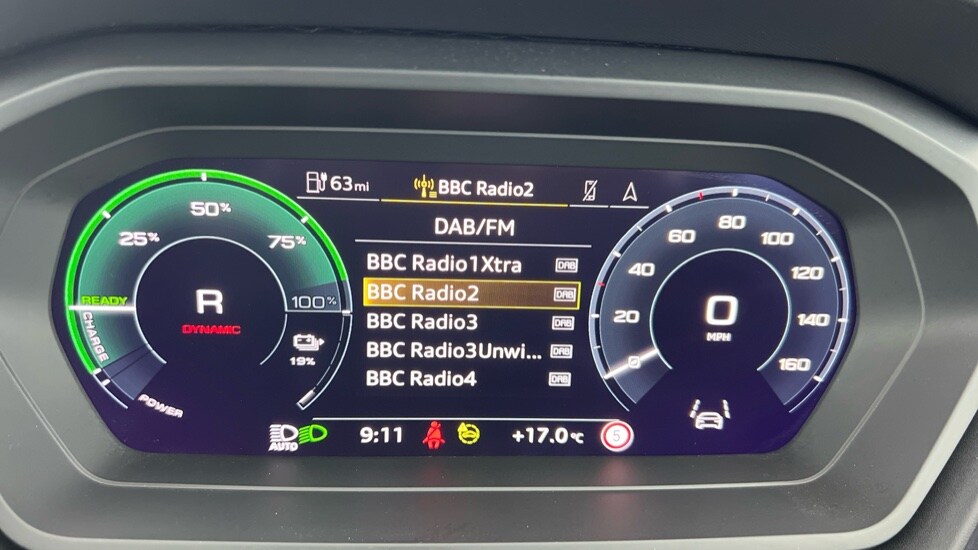 63mi
BBC Radio2
DAB/FM
BBC Radio1Xtra DAB
BBC Radio2 DAB
BBC Radio3 DAB
BBC Radio3Unwi... DAB
BBC Radio4 DAB
25%
50%
75%
100%
READY
CHARGE
POWER
R
DYNAMIC
19%
0
20
40
60
80
100
120
140
160
0
MPH
AUTO
9:11
+17.0°C
5